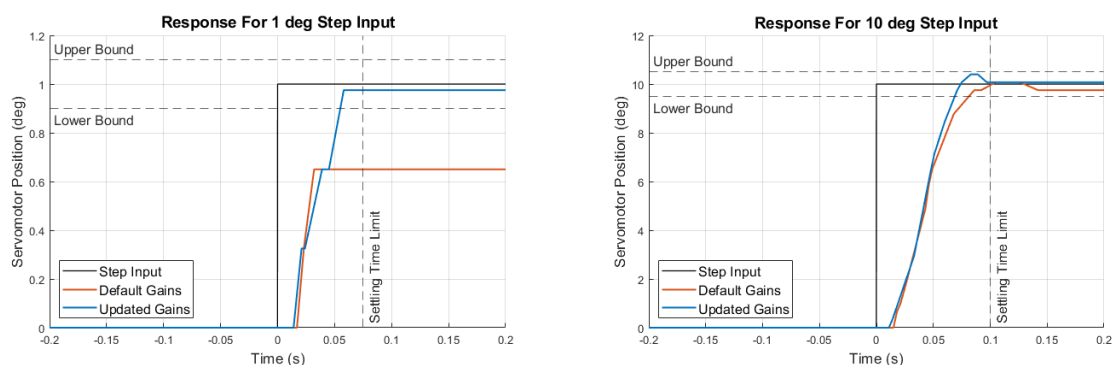 Response For 1 deg Step Input
1.2
1
0.8
0.6
0.4
0.2
0
Servomotor Position (deg)
Upper Bound
Lower Bound
Settling Time Limit
Step Input
Default Gains
Updated Gains
-0.2
-0.15
-0.1
-0.05
0
0.05
0.1
0.15
0.2
Time (s)
Response For 10 deg Step Input
12
10
8
6
4
2
0
Servomotor Position (deg)
Upper Bound
Lower Bound
Settling Time Limit
Step Input
Default Gains
Updated Gains
-0.2
-0.15
-0.1
-0.05
0
0.05
0.1
0.15
0.2
Time (s)